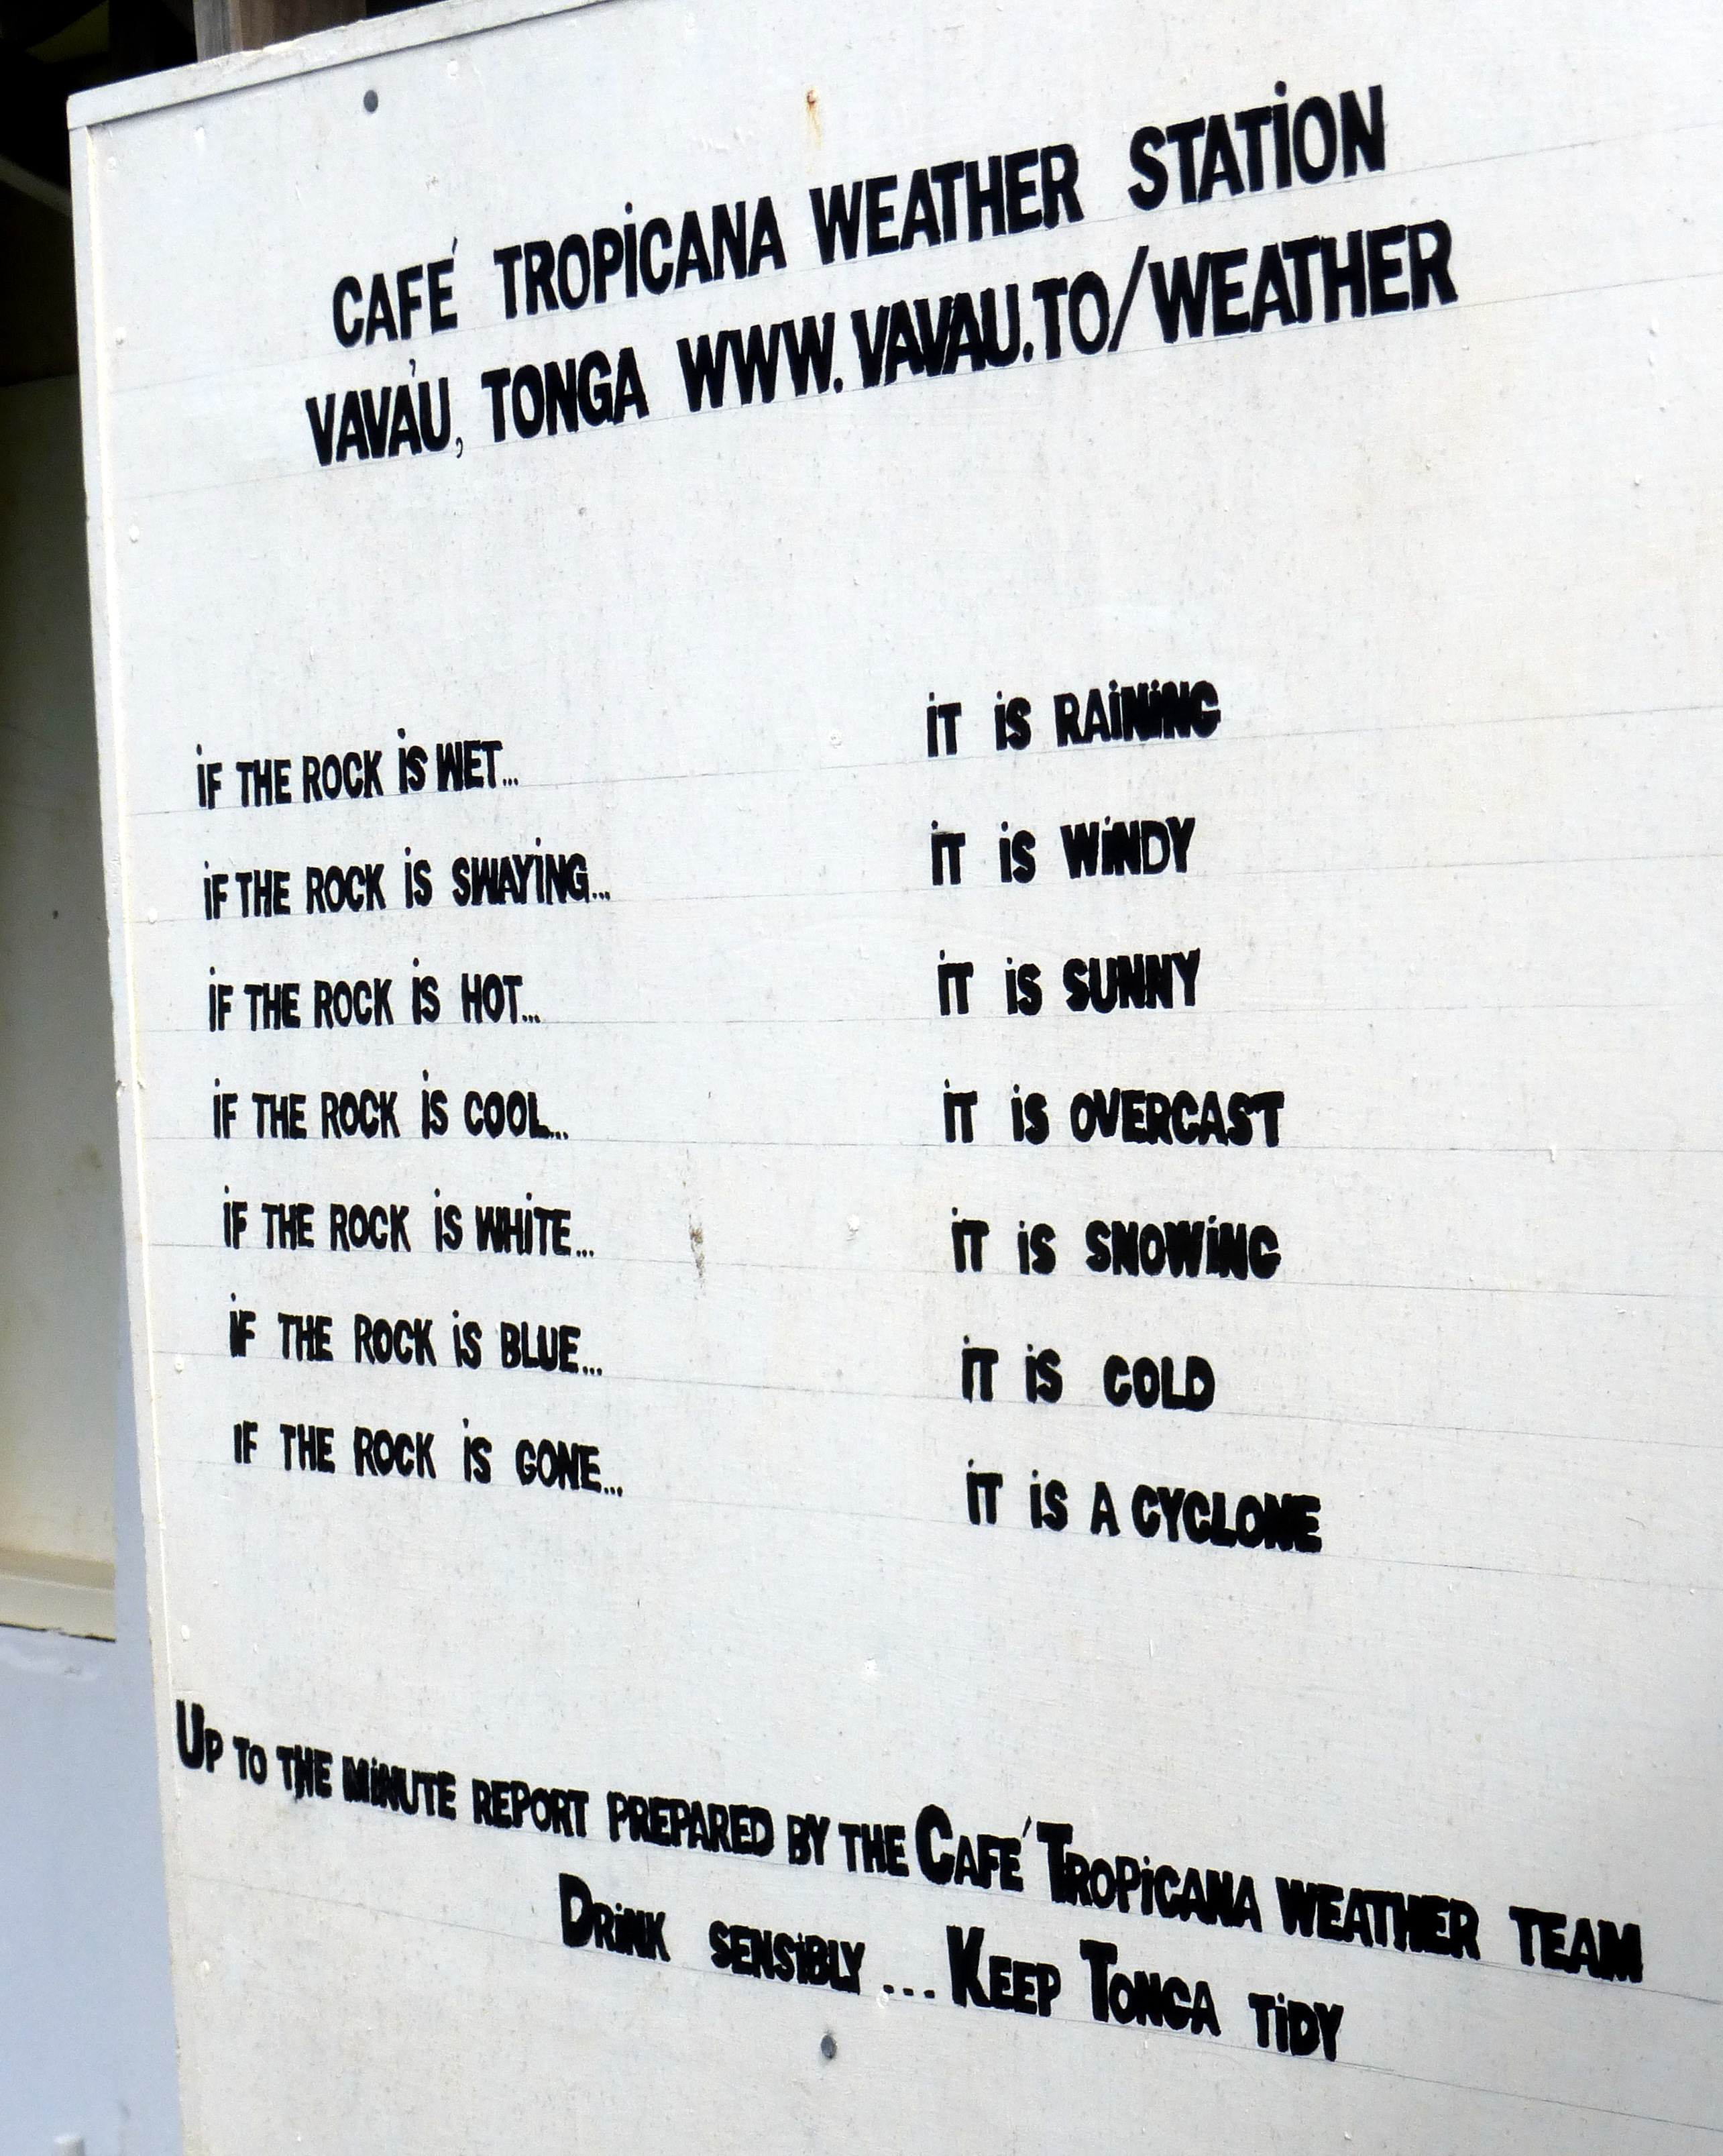 CAFÉ TROPiCANA WEATHER STATiON
VAVA'U, TONGA WWW.VAVAU.TO/WEATHER
iF THE ROCK iS WET... iT iS RAiNiNG
iF THE ROCK iS SWAYiNG... iT iS WiNDY
iF THE ROCK iS HOT... iT iS SUNNY
iF THE ROCK iS COOL... iT iS OVERCAST
iF THE ROCK iS WHiTE... iT iS SNOWiNG
iF THE ROCK iS BLUE... iT iS COLD
iF THE ROCK iS GONE... iT iS A CYCLONE
UP TO THE MiNUTE REPORT PREPARED BY THE CAFÉ TROPiCANA WEATHER TEAM
DRiNK SENSiBLY ... KEEP TONGA TiDY